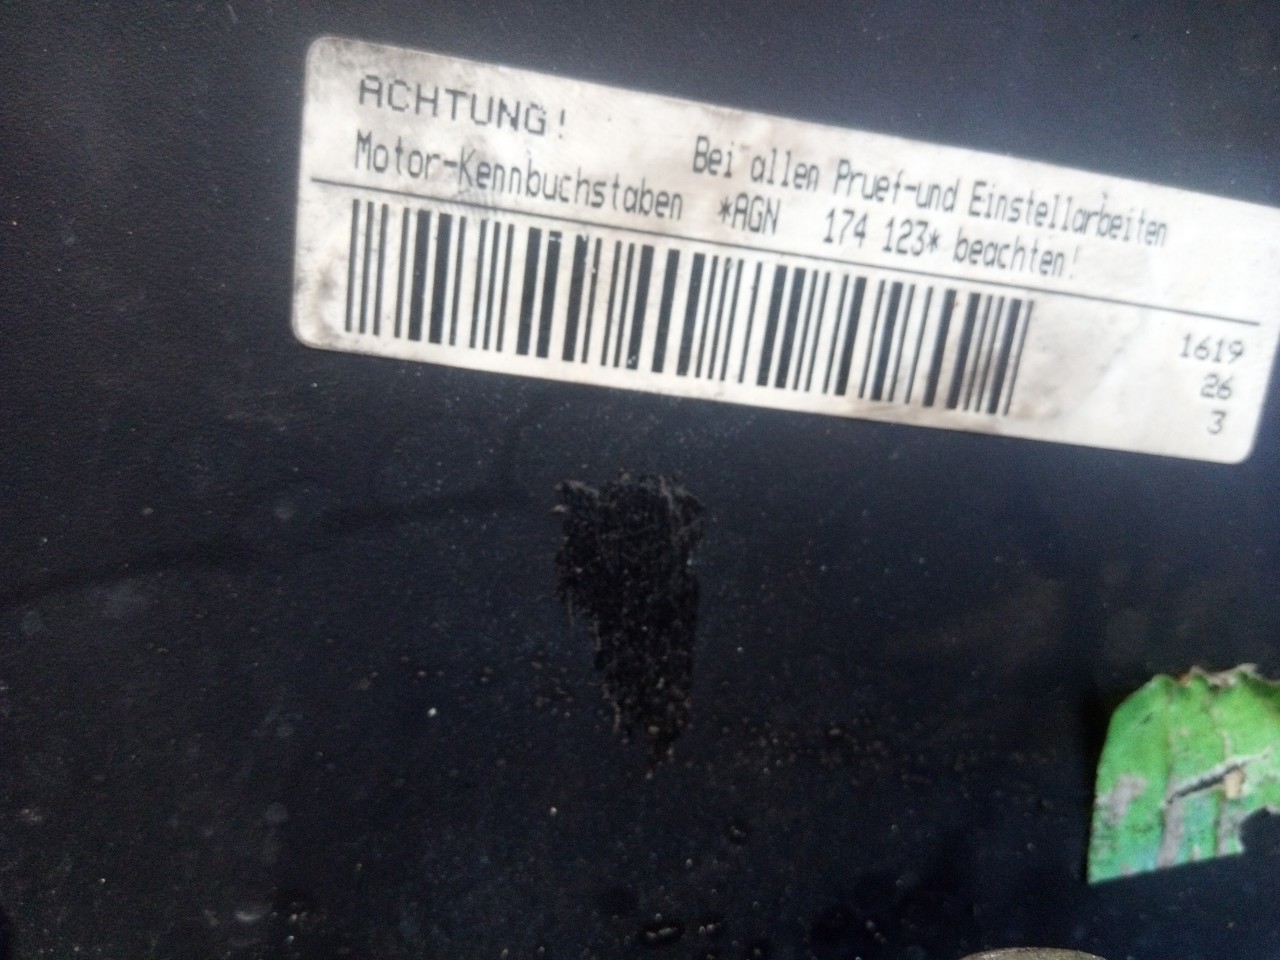 ACHTUNG!
Bei allen Pruef-und Einstellarbeiten
Motor-Kennbuchstaben *AGN 174 123* beachten!
1619
26
3